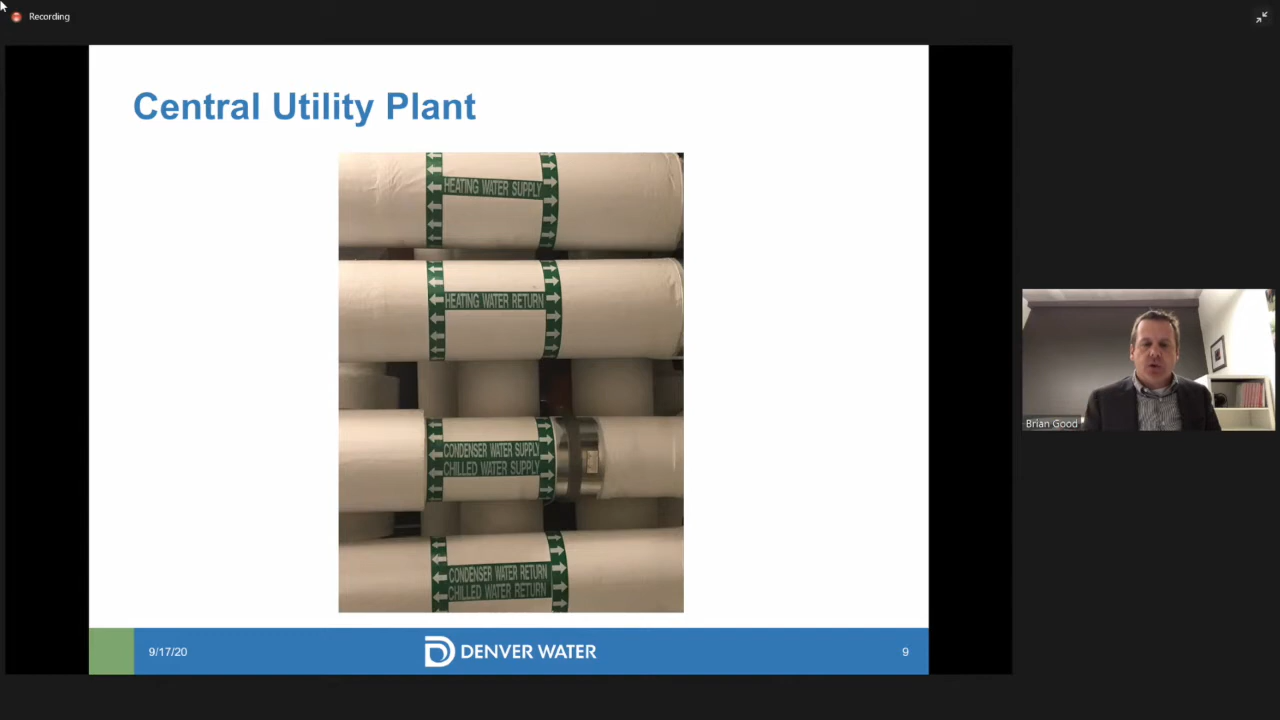 Recording
Central Utility Plant
HEATING WATER SUPPLY
HEATING WATER RETURN
CONDENSER WATER SUPPLY
CHILLED WATER SUPPLY
CONDENSER WATER RETURN
CHILLED WATER RETURN
9/17/20
DENVER WATER
9
Brian Good